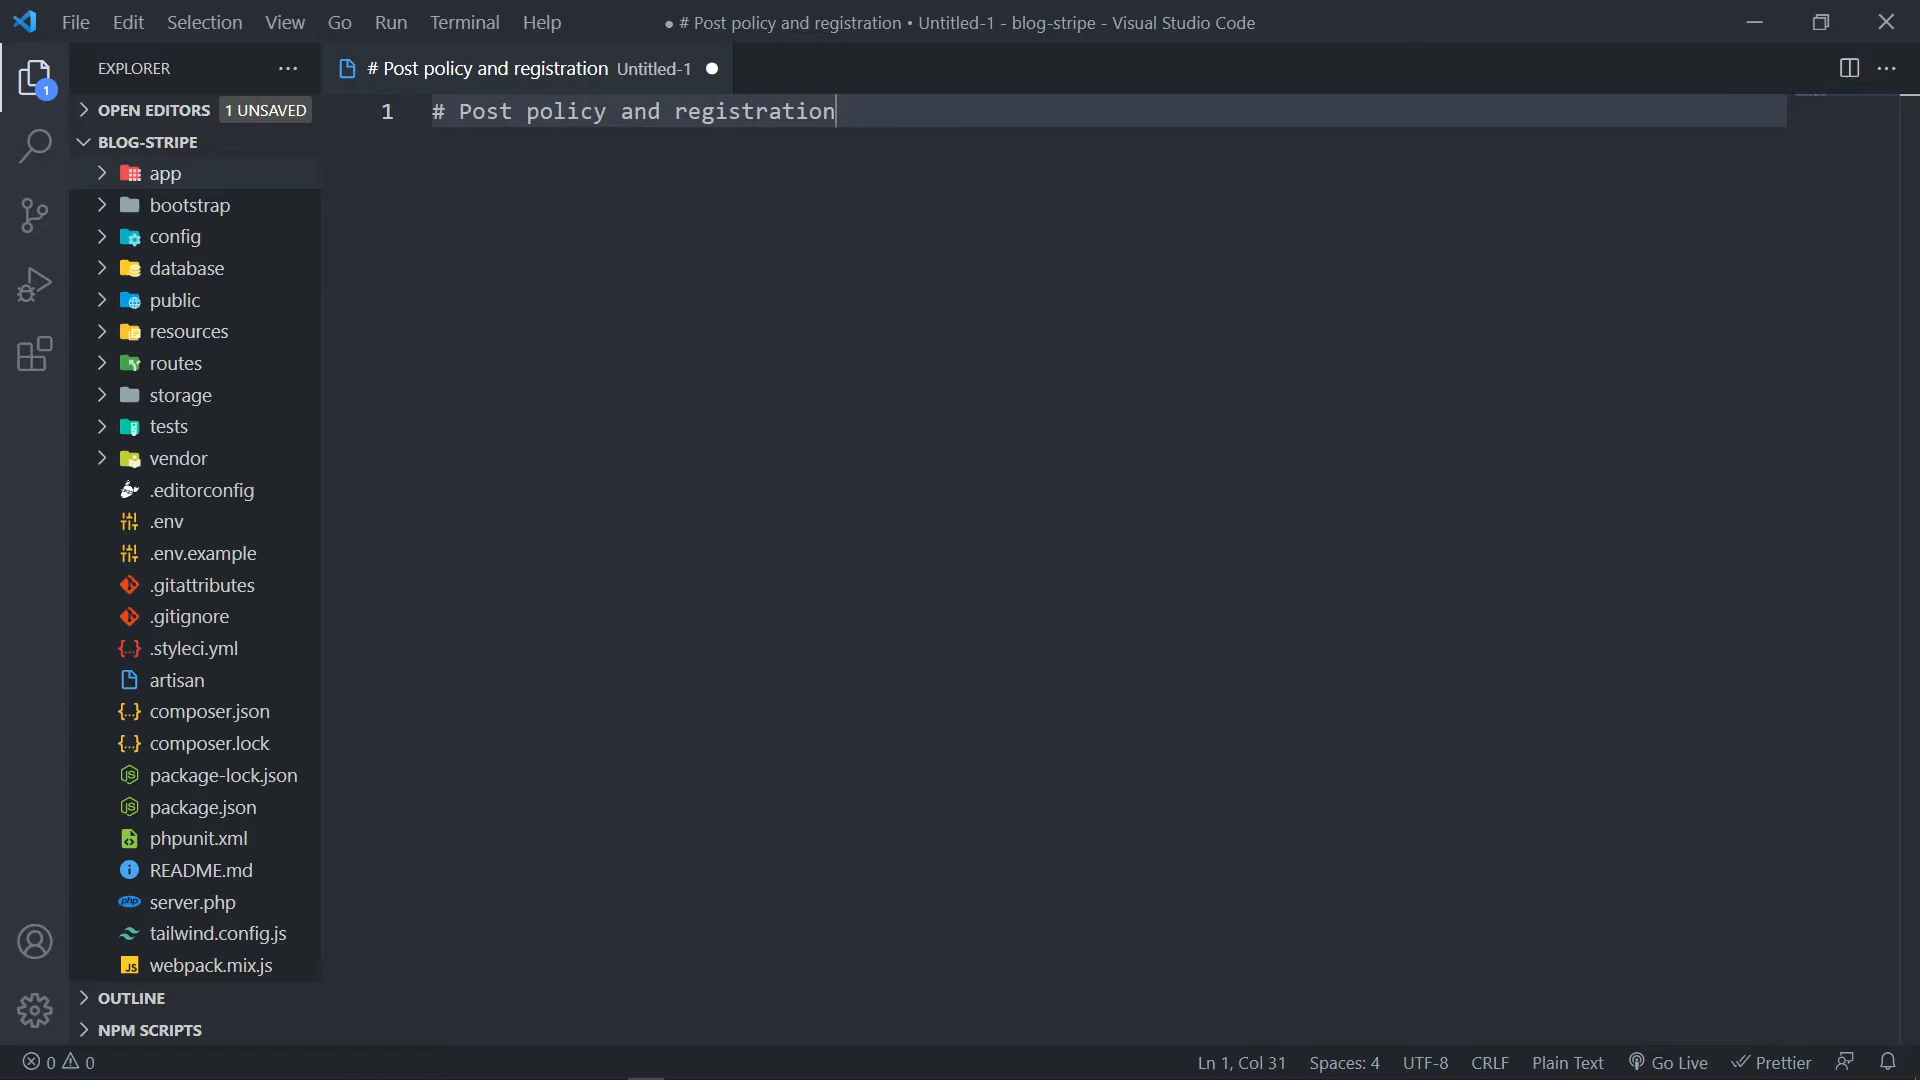 File Edit Selection View Go Run Terminal Help
● # Post policy and registration • Untitled-1 - blog-stripe - Visual Studio Code
EXPLORER
# Post policy and registration Untitled-1
1
OPEN EDITORS 1 UNSAVED
BLOG-STRIPE
app
bootstrap
config
database
public
resources
routes
storage
tests
vendor
.editorconfig
.env
.env.example
.gitattributes
.gitignore
.styleci.yml
artisan
composer.json
composer.lock
package-lock.json
package.json
phpunit.xml
README.md
server.php
tailwind.config.js
webpack.mix.js
OUTLINE
NPM SCRIPTS
1 # Post policy and registration
0 0
Ln 1, Col 31 Spaces: 4 UTF-8 CRLF Plain Text Go Live Prettier